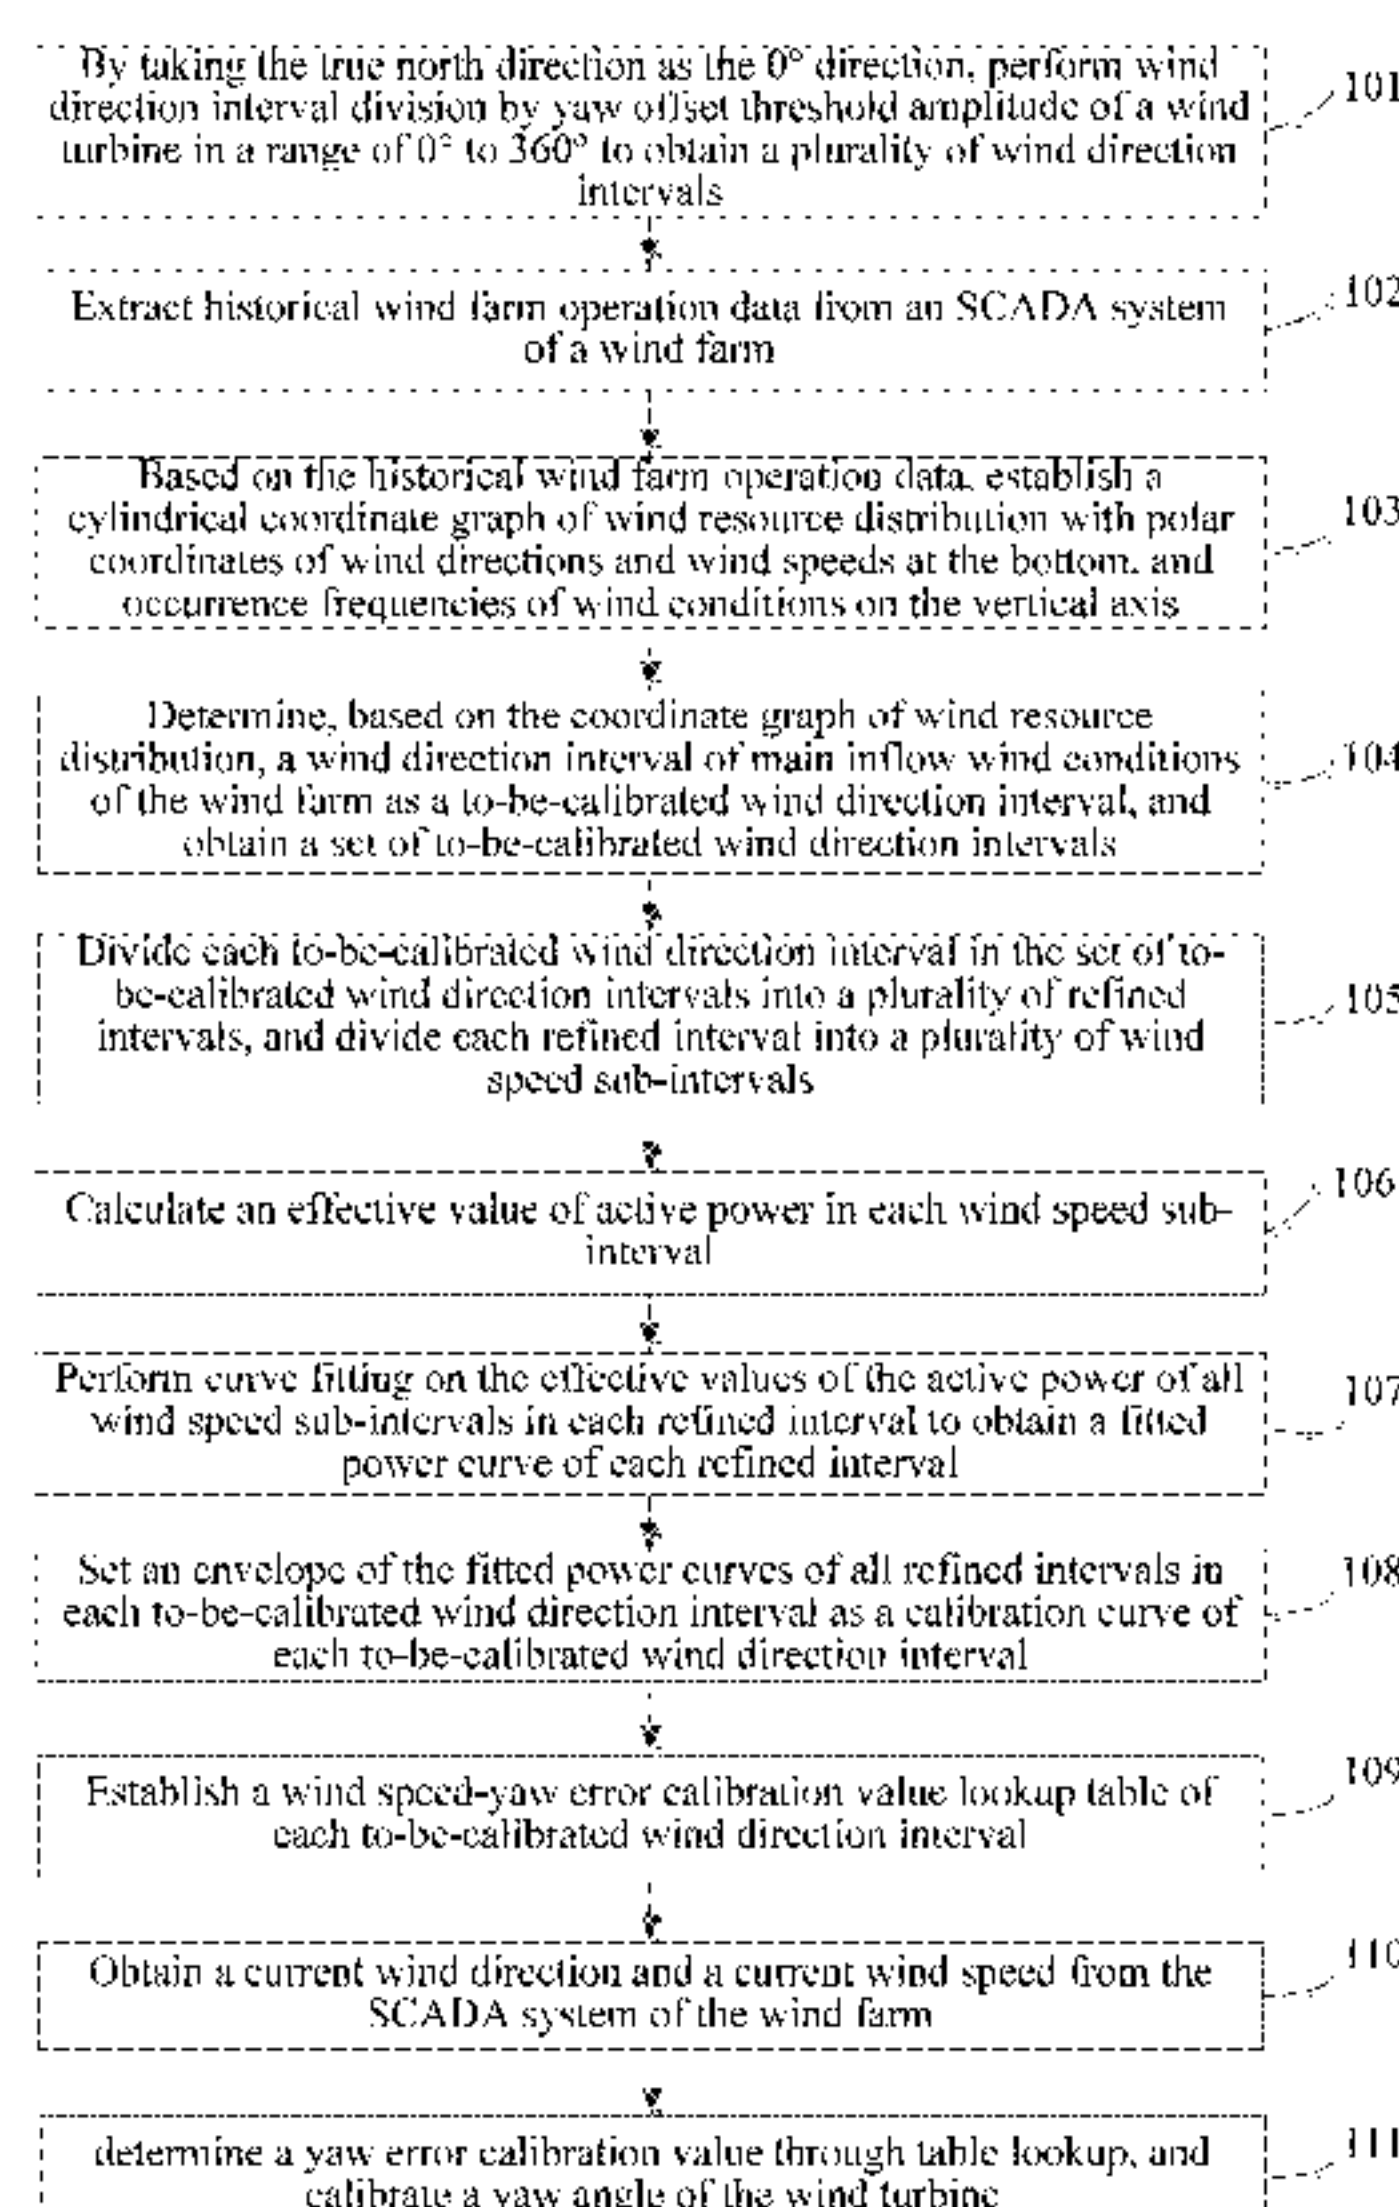 By taking the true north direction as the 0° direction, perform wind
direction interval division by yaw offset threshold amplitude of a wind
turbine in a range of 0° to 360° to obtain a plurality of wind direction
intervals
101
Extract historical wind farm operation data from an SCADA system
of a wind farm
102
Based on the historical wind farm operation data, establish a
cylindrical coordinate graph of wind resource distribution with polar
coordinates of wind directions and wind speeds at the bottom, and
occurrence frequencies of wind conditions on the vertical axis
103
Determine, based on the coordinate graph of wind resource
distribution, a wind direction interval of main inflow wind conditions
of the wind farm as a to-be-calibrated wind direction interval, and
obtain a set of to-be-calibrated wind direction intervals
104
Divide each to-be-calibrated wind direction interval in the set of to-
be-calibrated wind direction intervals into a plurality of refined
intervals, and divide each refined interval into a plurality of wind
speed sub-intervals
105
Calculate an effective value of active power in each wind speed sub-
interval
106
Perform curve fitting on the effective values of the active power of all
wind speed sub-intervals in each refined interval to obtain a fitted
power curve of each refined interval
107
Set an envelope of the fitted power curves of all refined intervals in
each to-be-calibrated wind direction interval as a calibration curve of
each to-be-calibrated wind direction interval
108
Establish a wind speed-yaw error calibration value lookup table of
each to-be-calibrated wind direction interval
109
Obtain a current wind direction and a current wind speed from the
SCADA system of the wind farm
110
determine a yaw error calibration value through table lookup, and
calibrate a yaw angle of the wind turbine
111